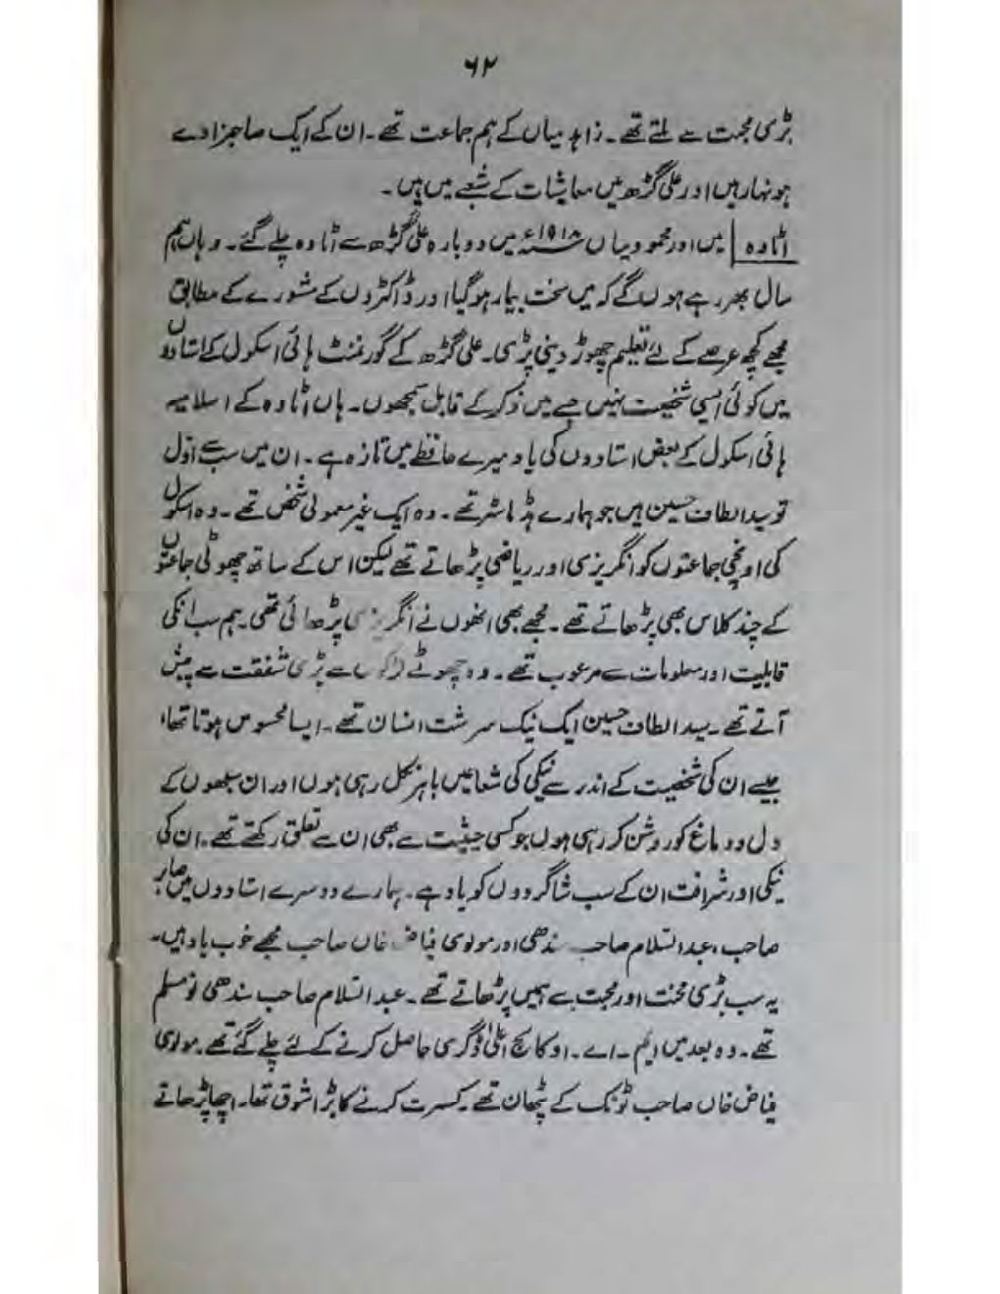 ۶۲
بڑی محبت سے ملتے تھے۔ زاہد میاں کے ہم جماعت تھے۔ ان کے ایک صاحبزادے
ہونہار ہیں اور علی گڑھ میں معاشیات کے شعبے میں ہیں۔
اٹاوہ میں اور محمود میاں ۱۹۱۸ء میں دوبارہ علی گڑھ سے اٹاوہ چلے گئے۔ وہاں ہم
سال بھر رہے ہوں گے کہ میں سخت بیمار ہو گیا اور ڈاکٹروں کے مشورے کے مطابق
مجھے کچھ عرصے کے لئے تعلیم چھوڑ دینی پڑی۔ علی گڑھ کے گورنمنٹ ہائی اسکول کے استادوں
میں کوئی ایسی شخصیت نہیں جسے میں ذکر کے قابل سمجھوں۔ ہاں اٹاوہ کے اسلامیہ
ہائی اسکول کے بعض استادوں کی یاد میرے حافظے میں تازہ ہے۔ ان میں سب سے اول
تو سید الطاف حسین ہیں جو ہمارے ہڈ ماسٹر تھے۔ وہ ایک غیر معمولی شخص تھے۔ وہ اسکول
کی اونچی جماعتوں کو انگریزی اور ریاضی پڑھاتے تھے لیکن اس کے ساتھ چھوٹی جماعتوں
کے چند کلاس بھی پڑھاتے تھے۔ مجھے بھی انھوں نے انگریزی پڑھائی تھی۔ ہم سب انکی
قابلیت اور معلومات سے مرعوب تھے۔ وہ چھوٹے لڑکوں سے بڑی شفقت سے پیش
آتے تھے۔ سید الطاف حسین ایک نیک سرشت انسان تھے۔ ایسا محسوس ہوتا تھا،
جیسے ان کی شخصیت کے اندر سے نیکی کی شعاعیں باہر نکل رہی ہوں اور ان سبھوں کے
دل و دماغ کو روشن کر رہی ہوں جو کسی حیثیت سے بھی ان سے تعلق رکھتے تھے۔ ان کی
نیکی اور شرافت ان کے سب شاگردوں کو یاد ہے۔ ہمارے دوسرے استادوں میں
صاحب، عبدالسلام صاحب سندھی اور مولوی فیاض خاں صاحب مجھے خوب یاد ہیں۔
یہ سب بڑی محنت اور محبت سے ہمیں پڑھاتے تھے۔ عبدالسلام صاحب سندھی نو مسلم
تھے۔ وہ بعد میں ایم۔ اے۔ او کالج اعلیٰ ڈگری حاصل کرنے کے لئے چلے گئے تھے۔ مولوی
فیاض خاں صاحب ٹونک کے پٹھان تھے۔ کسرت کرنے کا بڑا شوق تھا۔ اچھا پڑھاتے